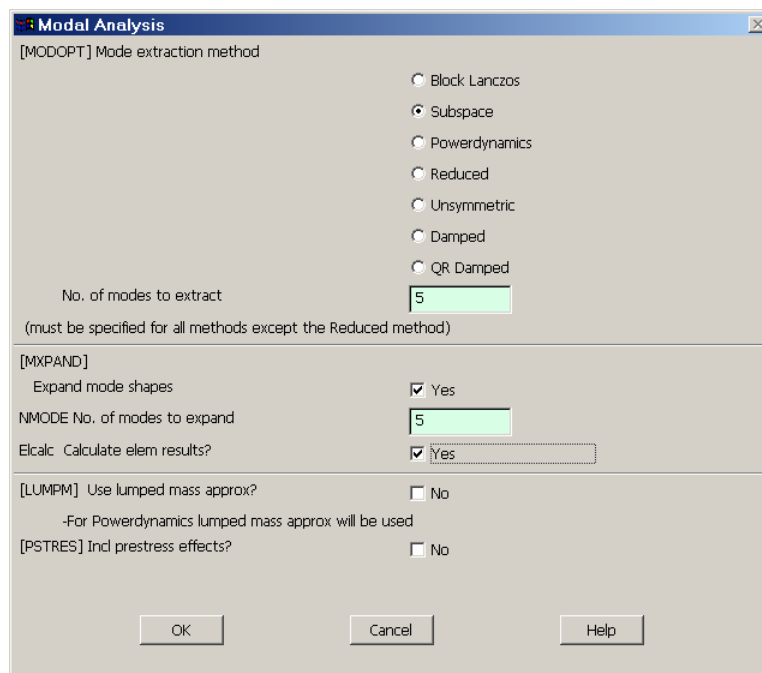 Modal Analysis
[MODOPT] Mode extraction method
Block Lanczos
Subspace
Powerdynamics
Reduced
Unsymmetric
Damped
QR Damped
No. of modes to extract 5
(must be specified for all methods except the Reduced method)
[MXPAND]
Expand mode shapes Yes
NMODE No. of modes to expand 5
Elcalc Calculate elem results? Yes
[LUMPM] Use lumped mass approx? No
-For Powerdynamics lumped mass approx will be used
[PSTRES] Incl prestress effects? No
OK Cancel Help